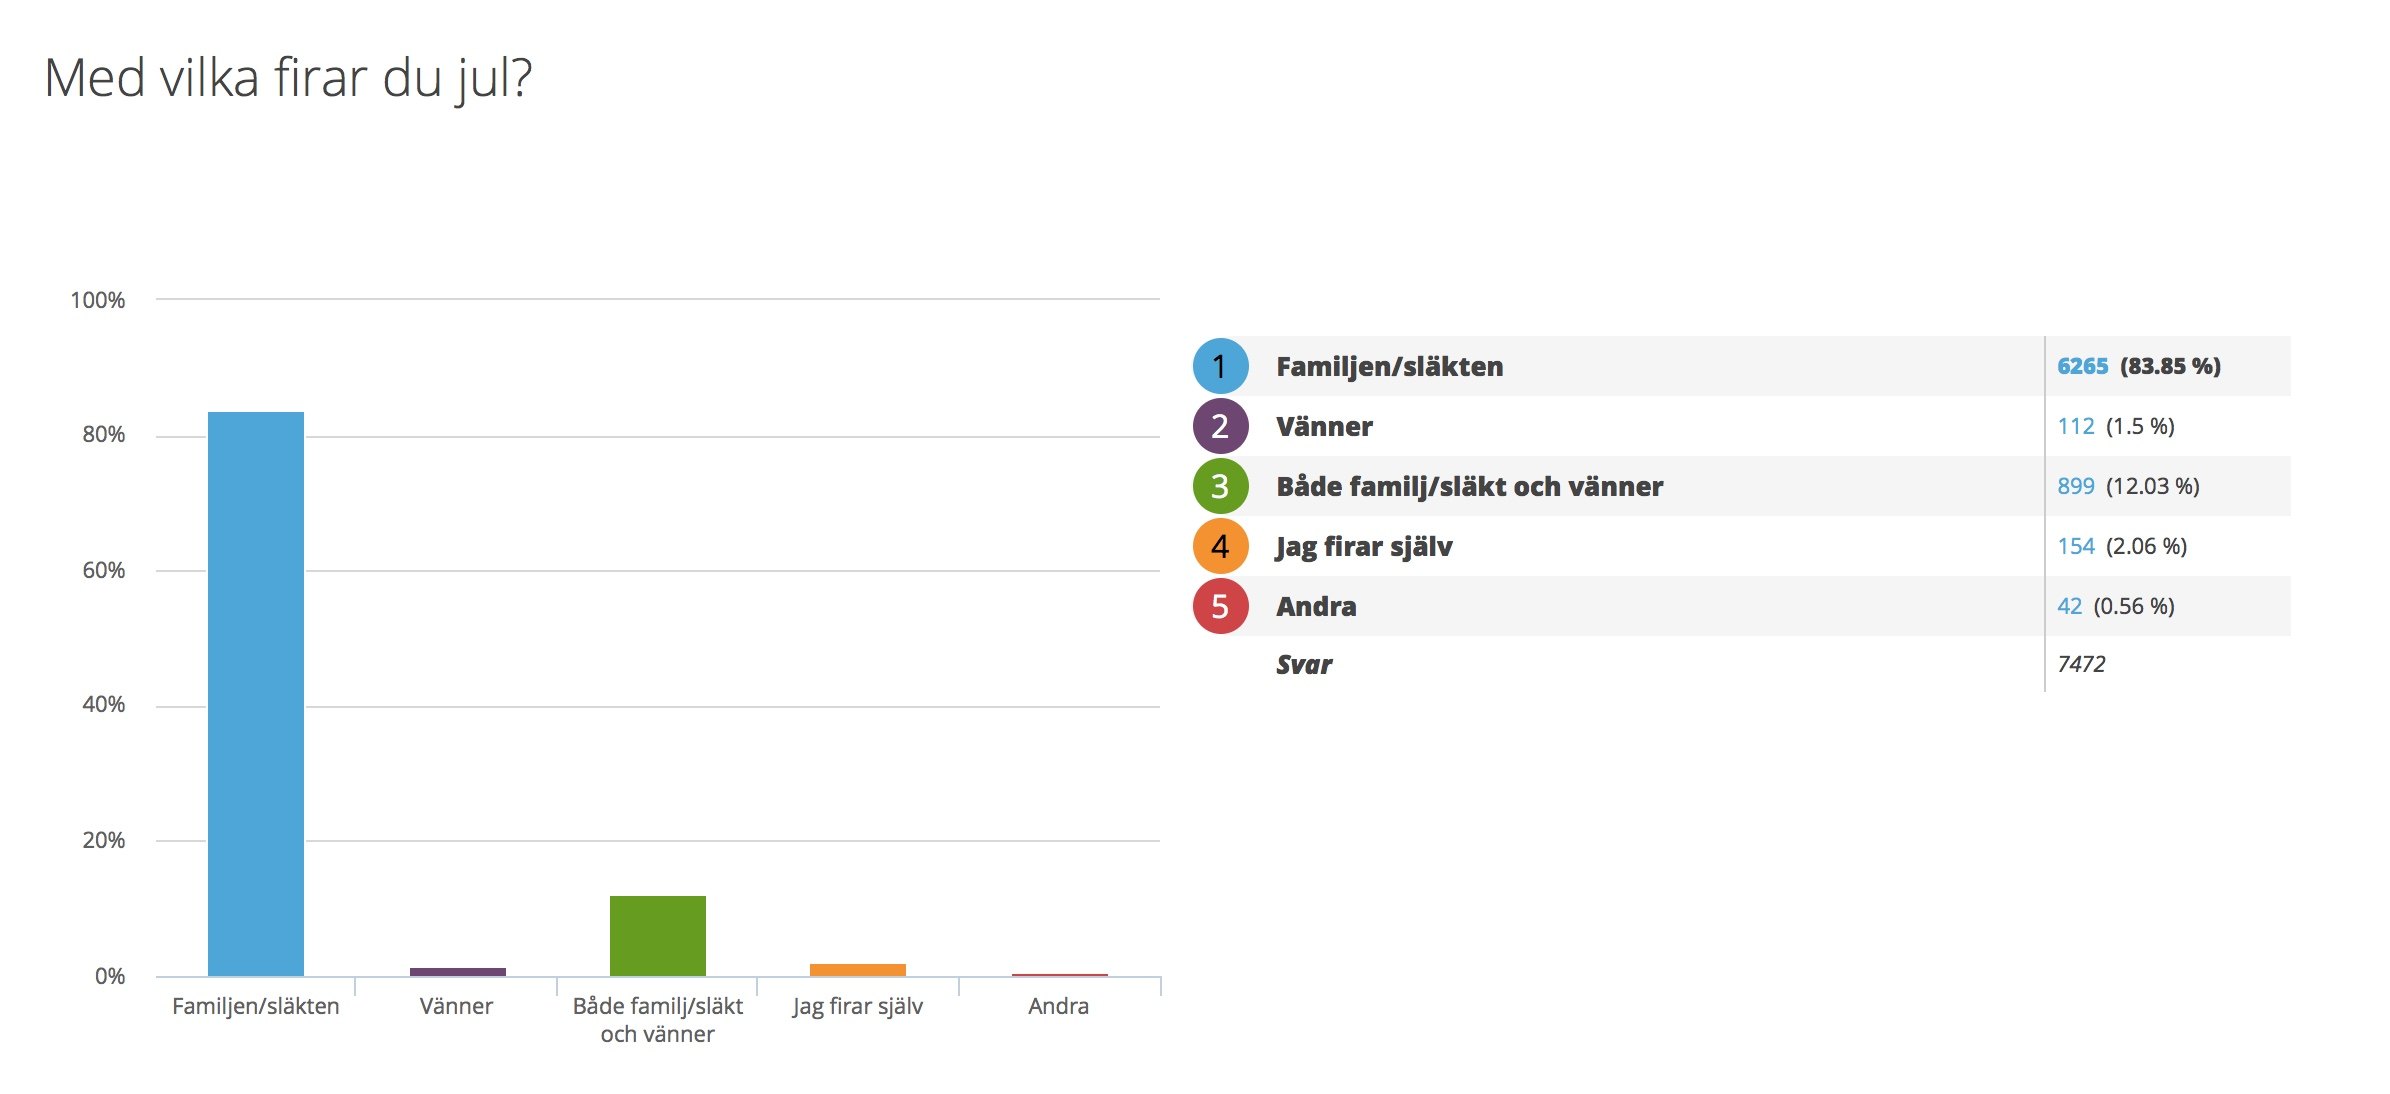 Med vilka firar du jul?
100%
80%
60%
40%
20%
0%
Familjen/släkten
Vänner
Både familj/släkt
och vänner
Jag firar själv
Andra
1 Familjen/släkten 6265 (83.85 %)
2 Vänner 112 (1.5 %)
3 Både familj/släkt och vänner 899 (12.03 %)
4 Jag firar själv 154 (2.06 %)
5 Andra 42 (0.56 %)
Svar 7472